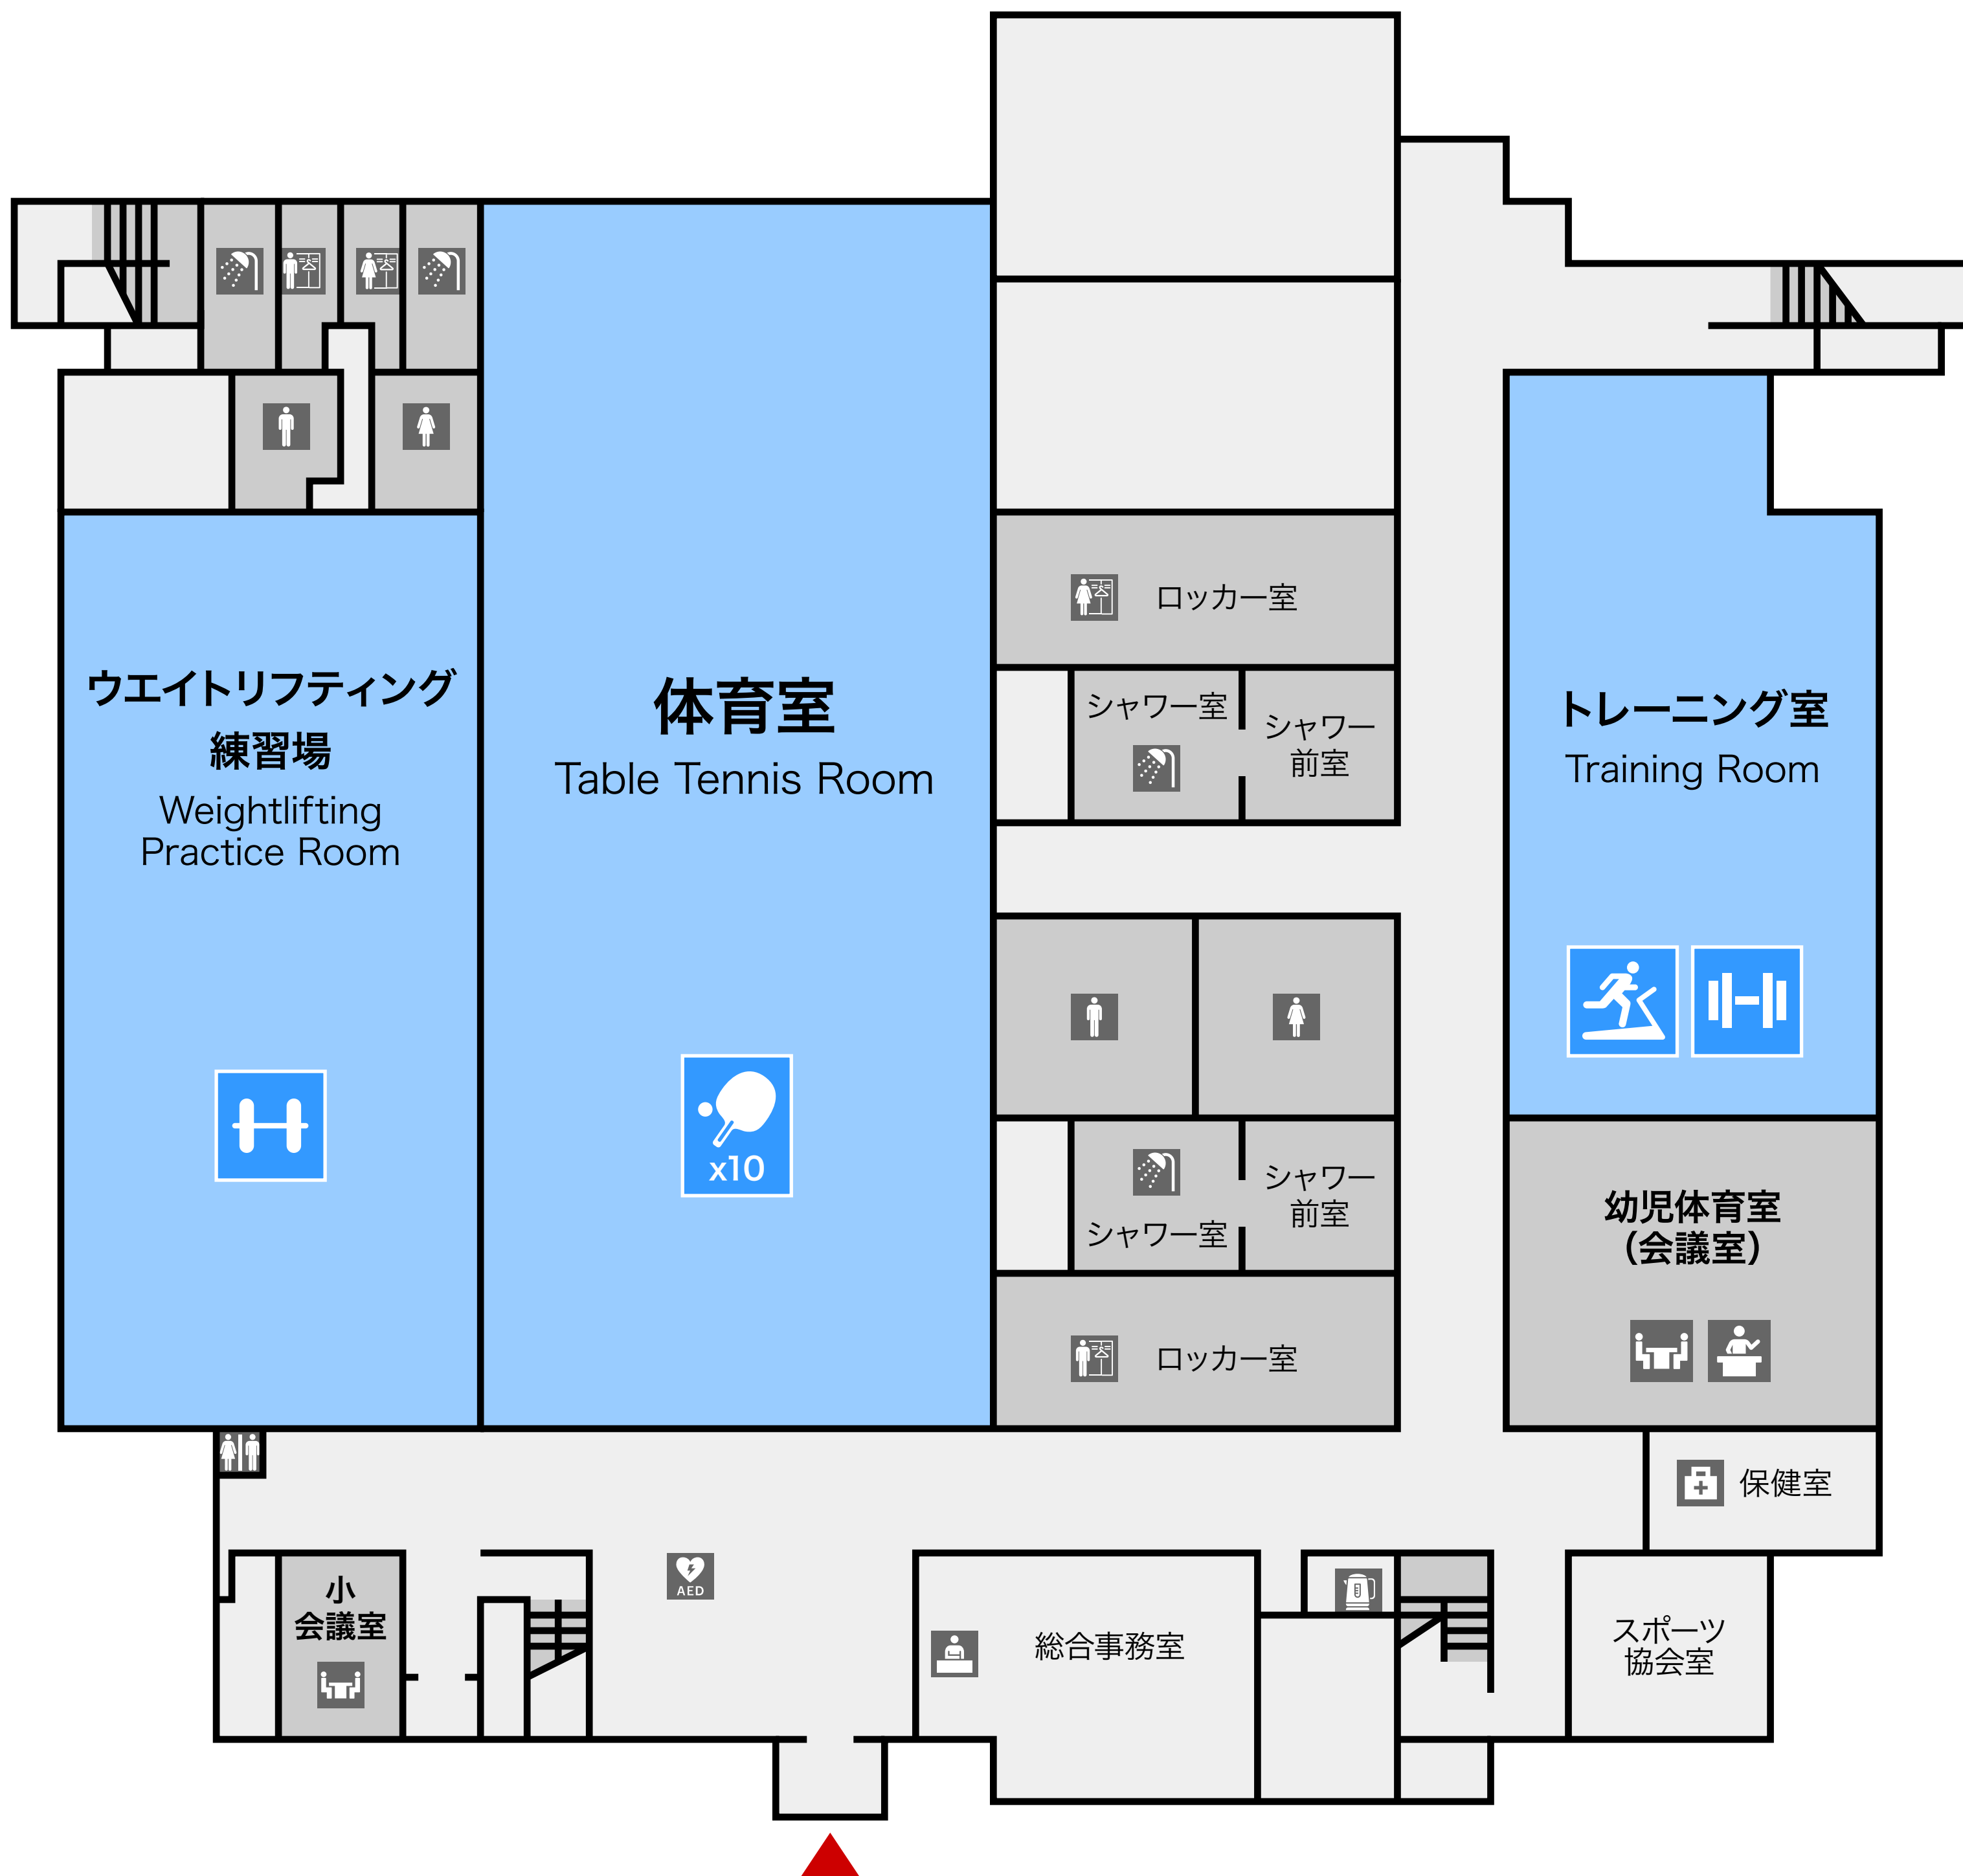 ロッカー室
ウエイトリフティング
練習場
Weightlifting
Practice Room
体育室
Table Tennis Room
シャワー室
シャワー
前室
トレーニング室
Training Room
x10
シャワー室
シャワー
前室
幼児体育室
（会議室）
ロッカー室
保健室
AED
小
会議室
総合事務室
スポーツ
協会室